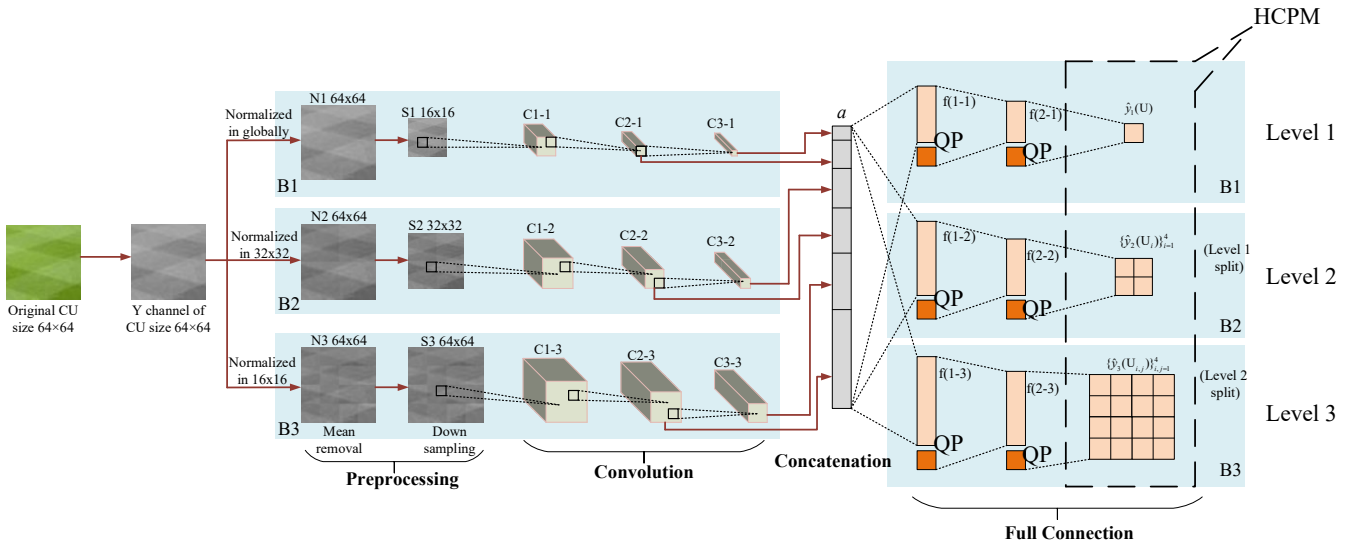 HCPM
Original CU
size 64×64
Y channel of
CU size 64×64
Normalized
in globally
Normalized
in 32x32
Normalized
in 16x16
N1 64x64
S1 16x16
C1-1
C2-1
C3-1
B1
N2 64x64
S2 32x32
C1-2
C2-2
C3-2
B2
N3 64x64
S3 64x64
C1-3
C2-3
C3-3
B3
Mean
removal
Down
sampling
Preprocessing
Convolution
a
Concatenation
f(1-1)
QP
f(2-1)
QP
ŷ₁(U)
B1
Level 1
f(1-2)
QP
f(2-2)
QP
{ŷ₂(Uᵢ)}⁴ᵢ₌₁
(Level 1
split)
B2
Level 2
f(1-3)
QP
f(2-3)
QP
{ŷ₃(Uᵢ,ⱼ)}⁴ᵢ,ⱼ₌₁
(Level 2
split)
B3
Level 3
Full Connection